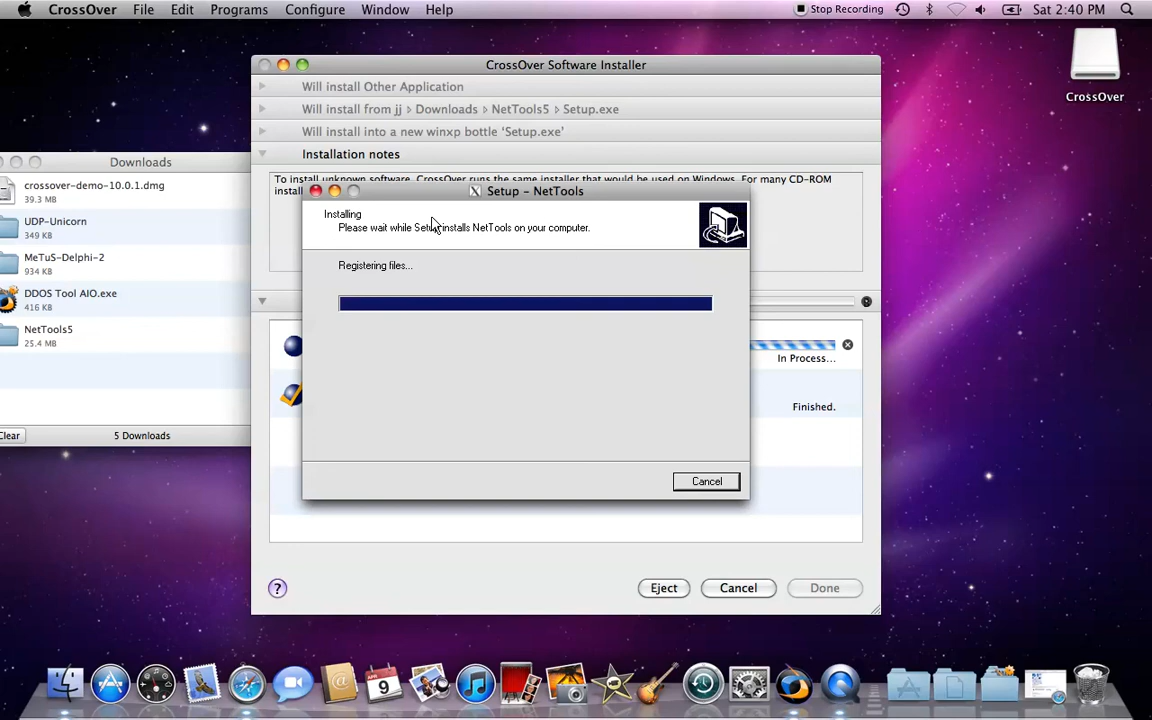 CrossOver File Edit Programs Configure Window Help Stop Recording Sat 2:40 PM
CrossOver Software Installer
Will install Other Application
Will install from jj › Downloads › NetTools5 › Setup.exe
Will install into a new winxp bottle ‘Setup.exe’
Installation notes
To install unknown software, CrossOver runs the same installer that would be used on Windows. For many CD-ROM
instal
CrossOver
Downloads
crossover-demo-10.0.1.dmg
39.3 MB
UDP-Unicorn
349 KB
MeTuS-Delphi-2
934 KB
DDOS Tool AIO.exe
416 KB
NetTools5
25.4 MB
Clear
5 Downloads
X Setup - NetTools
Installing
Please wait while Setup installs NetTools on your computer.
Registering files...
Cancel
In Process...
Finished.
? Eject Cancel Done
APR
9